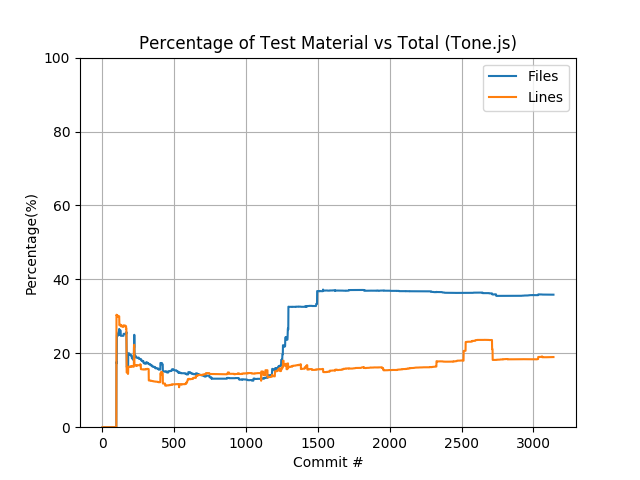 Percentage of Test Material vs Total (Tone.js)
Files
Lines
100
80
60
40
20
0
Percentage(%)
0 500 1000 1500 2000 2500 3000
Commit #